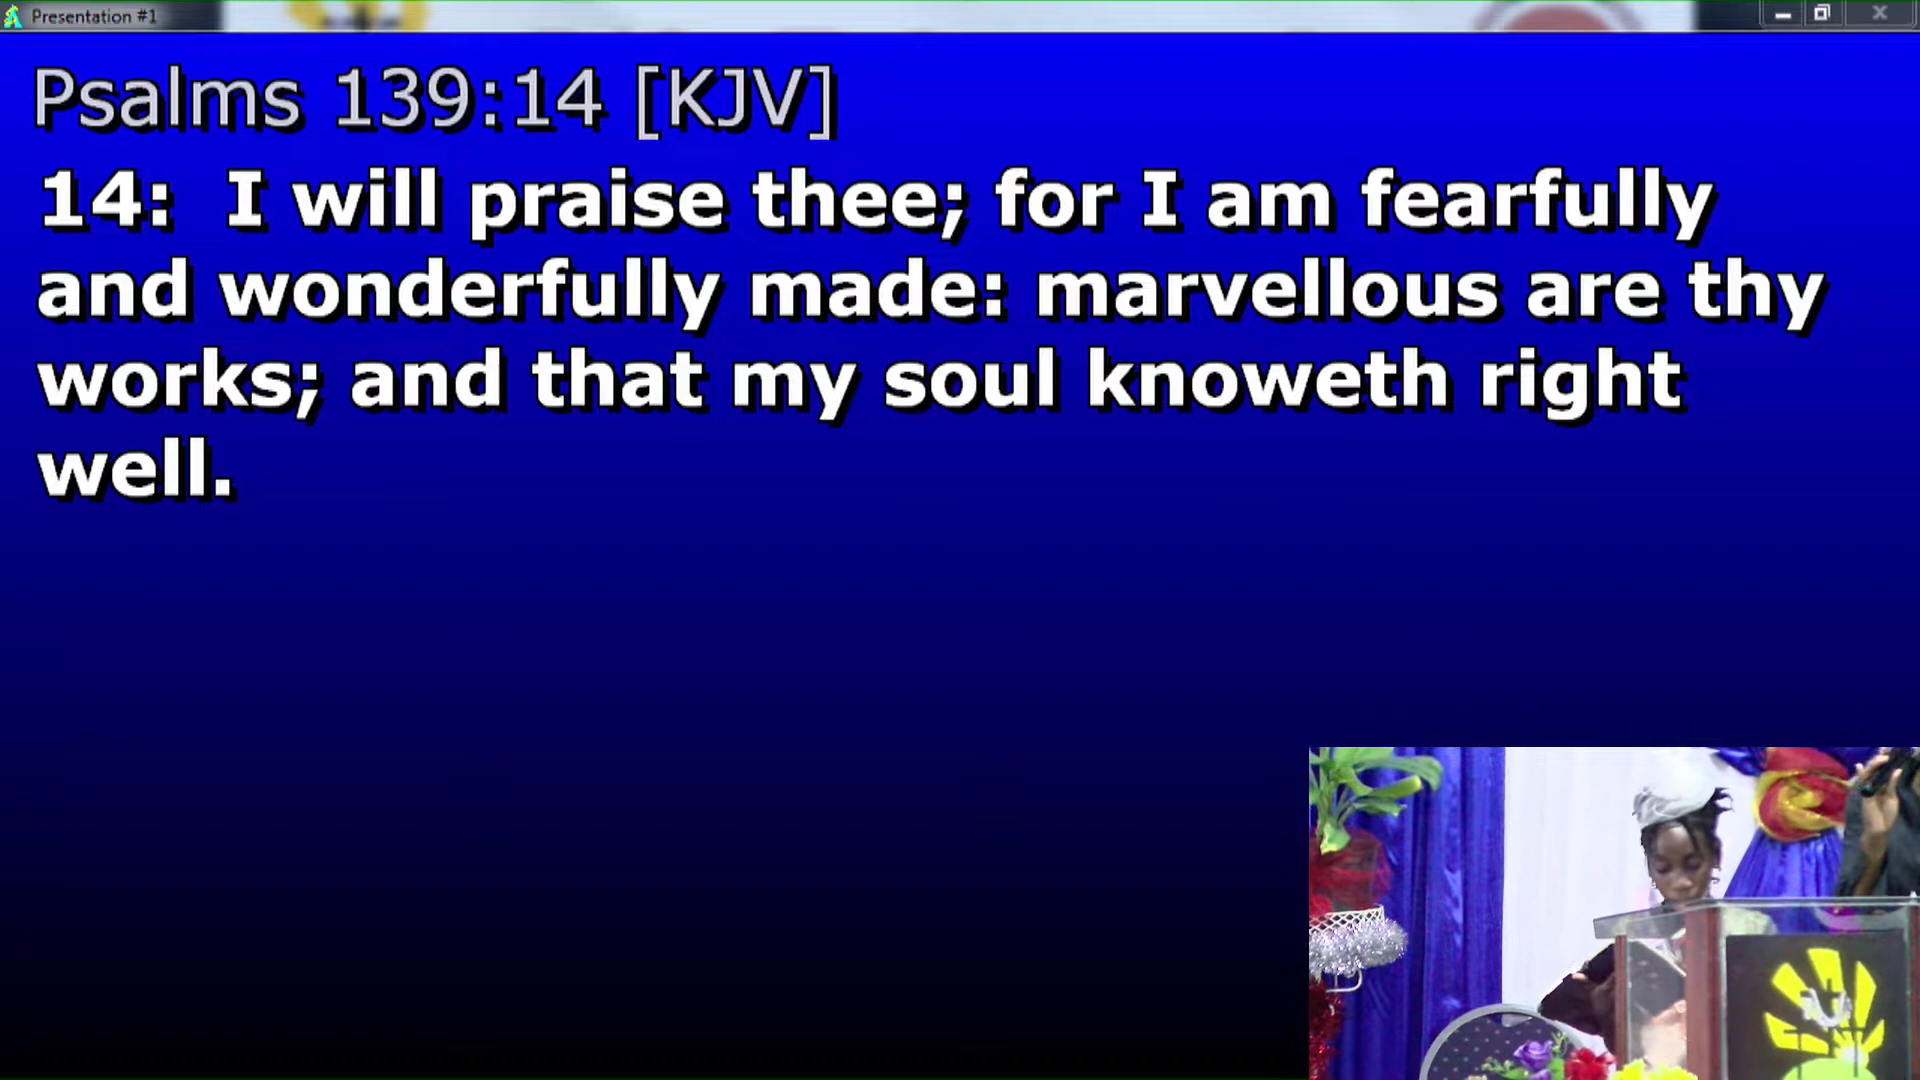 Presentation #1
Psalms 139:14 [KJV]
14: I will praise thee; for I am fearfully
and wonderfully made: marvellous are thy
works; and that my soul knoweth right
well.